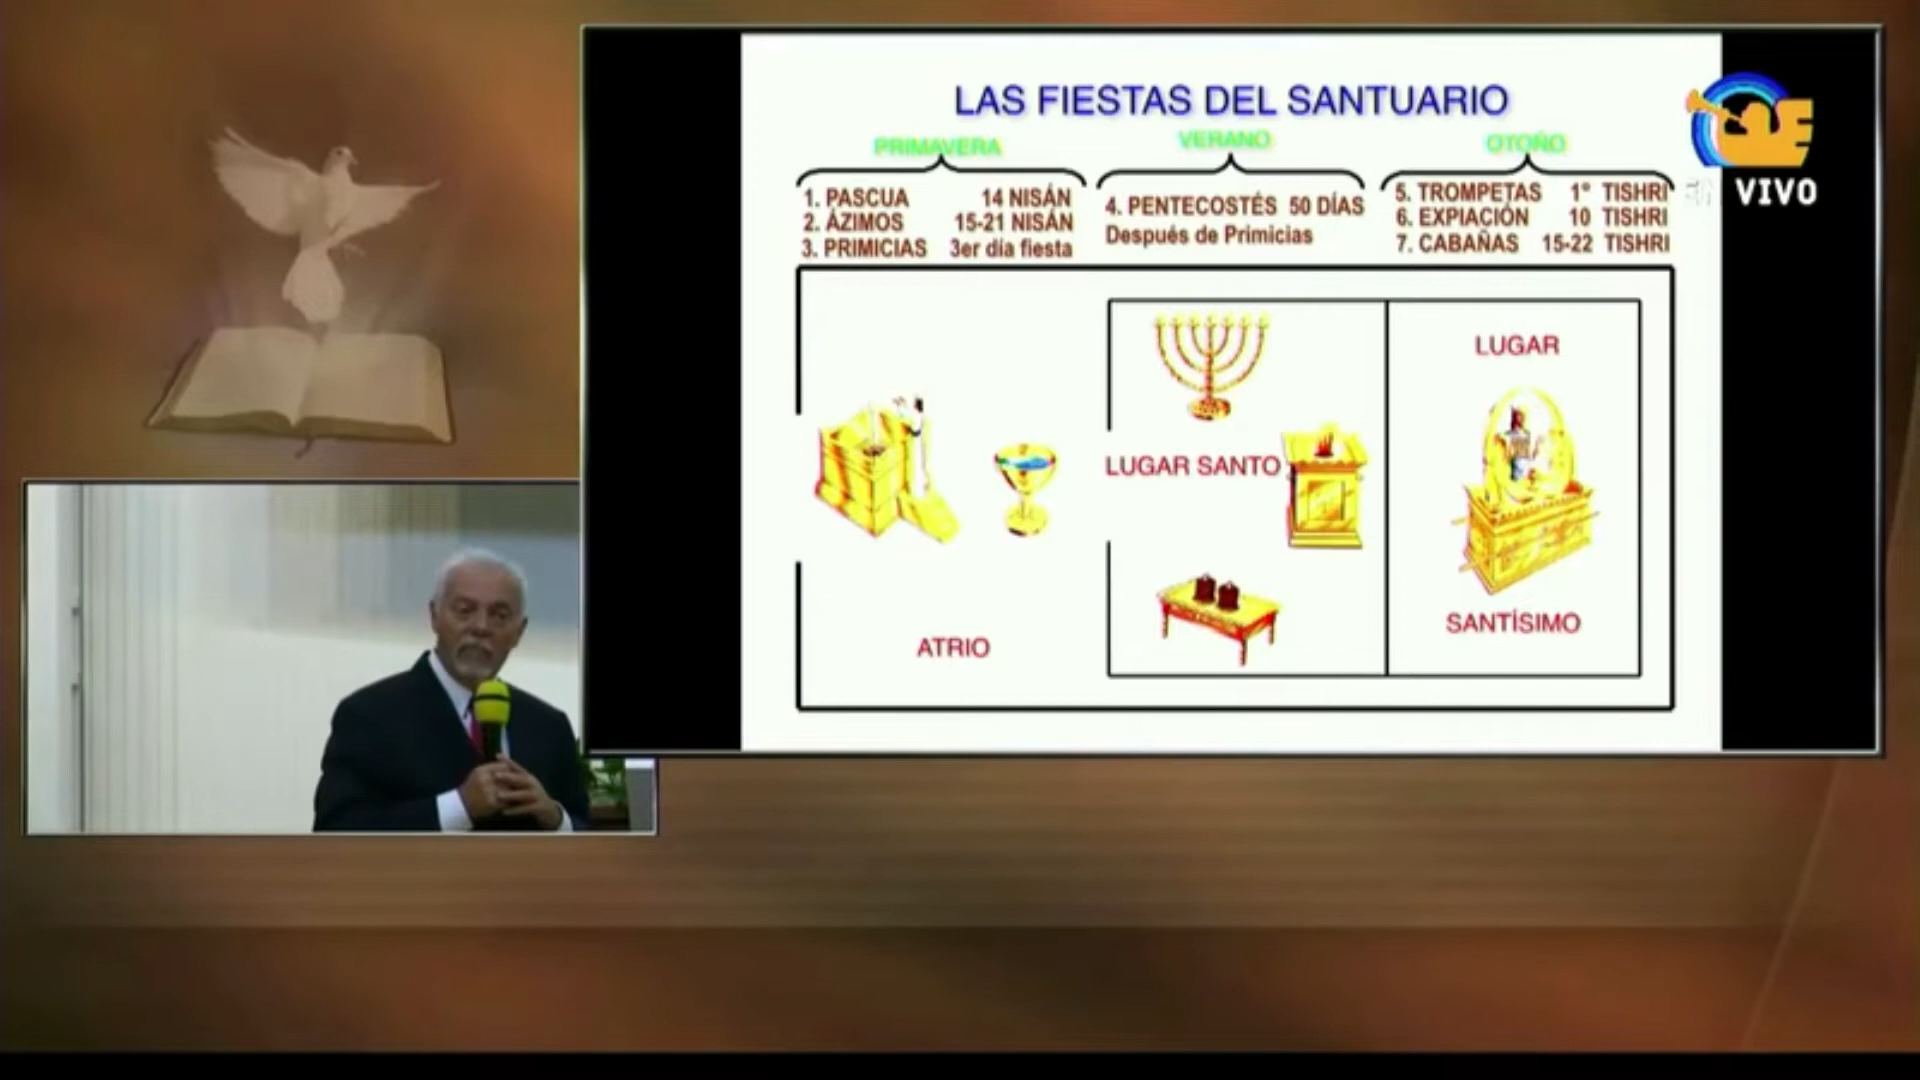 LAS FIESTAS DEL SANTUARIO
PRIMAVERA
VERANO
OTOÑO
1. PASCUA 14 NISÁN
2. ÁZIMOS 15-21 NISÁN
3. PRIMICIAS 3er día fiesta
4. PENTECOSTÉS 50 DÍAS
Después de Primicias
5. TROMPETAS 1° TISHRI
6. EXPIACIÓN 10 TISHRI
7. CABAÑAS 15-22 TISHRI
EN VIVO
LUGAR
LUGAR SANTO
SANTÍSIMO
ATRIO